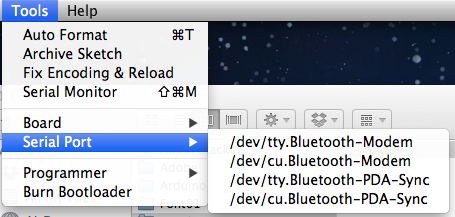 Tools Help
Auto Format ⌘T
Archive Sketch
Fix Encoding & Reload
Serial Monitor ⇧⌘M
Board ▶
Serial Port ▶
/dev/tty.Bluetooth-Modem
/dev/cu.Bluetooth-Modem
/dev/tty.Bluetooth-PDA-Sync
/dev/cu.Bluetooth-PDA-Sync
Programmer ▶
Burn Bootloader